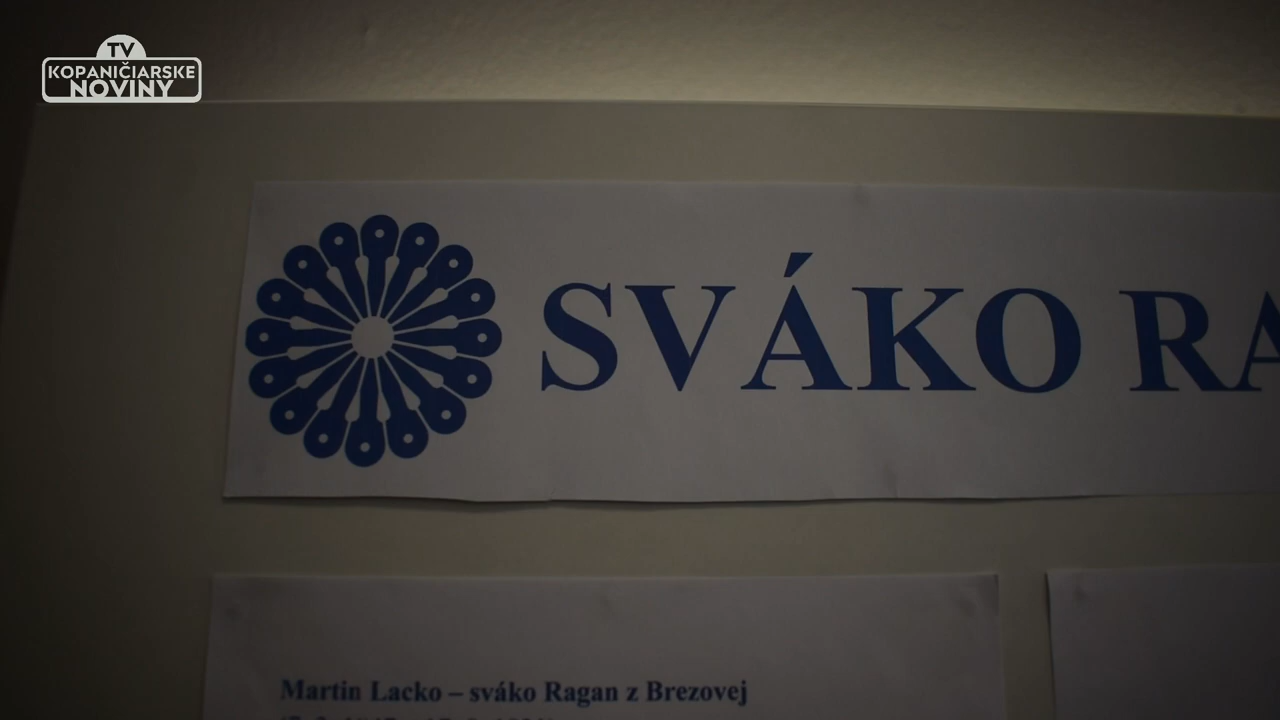 TV
KOPANIČIARSKE
NOVINY
SVÁKO RA
Martin Lacko – sváko Ragan z Brezovej